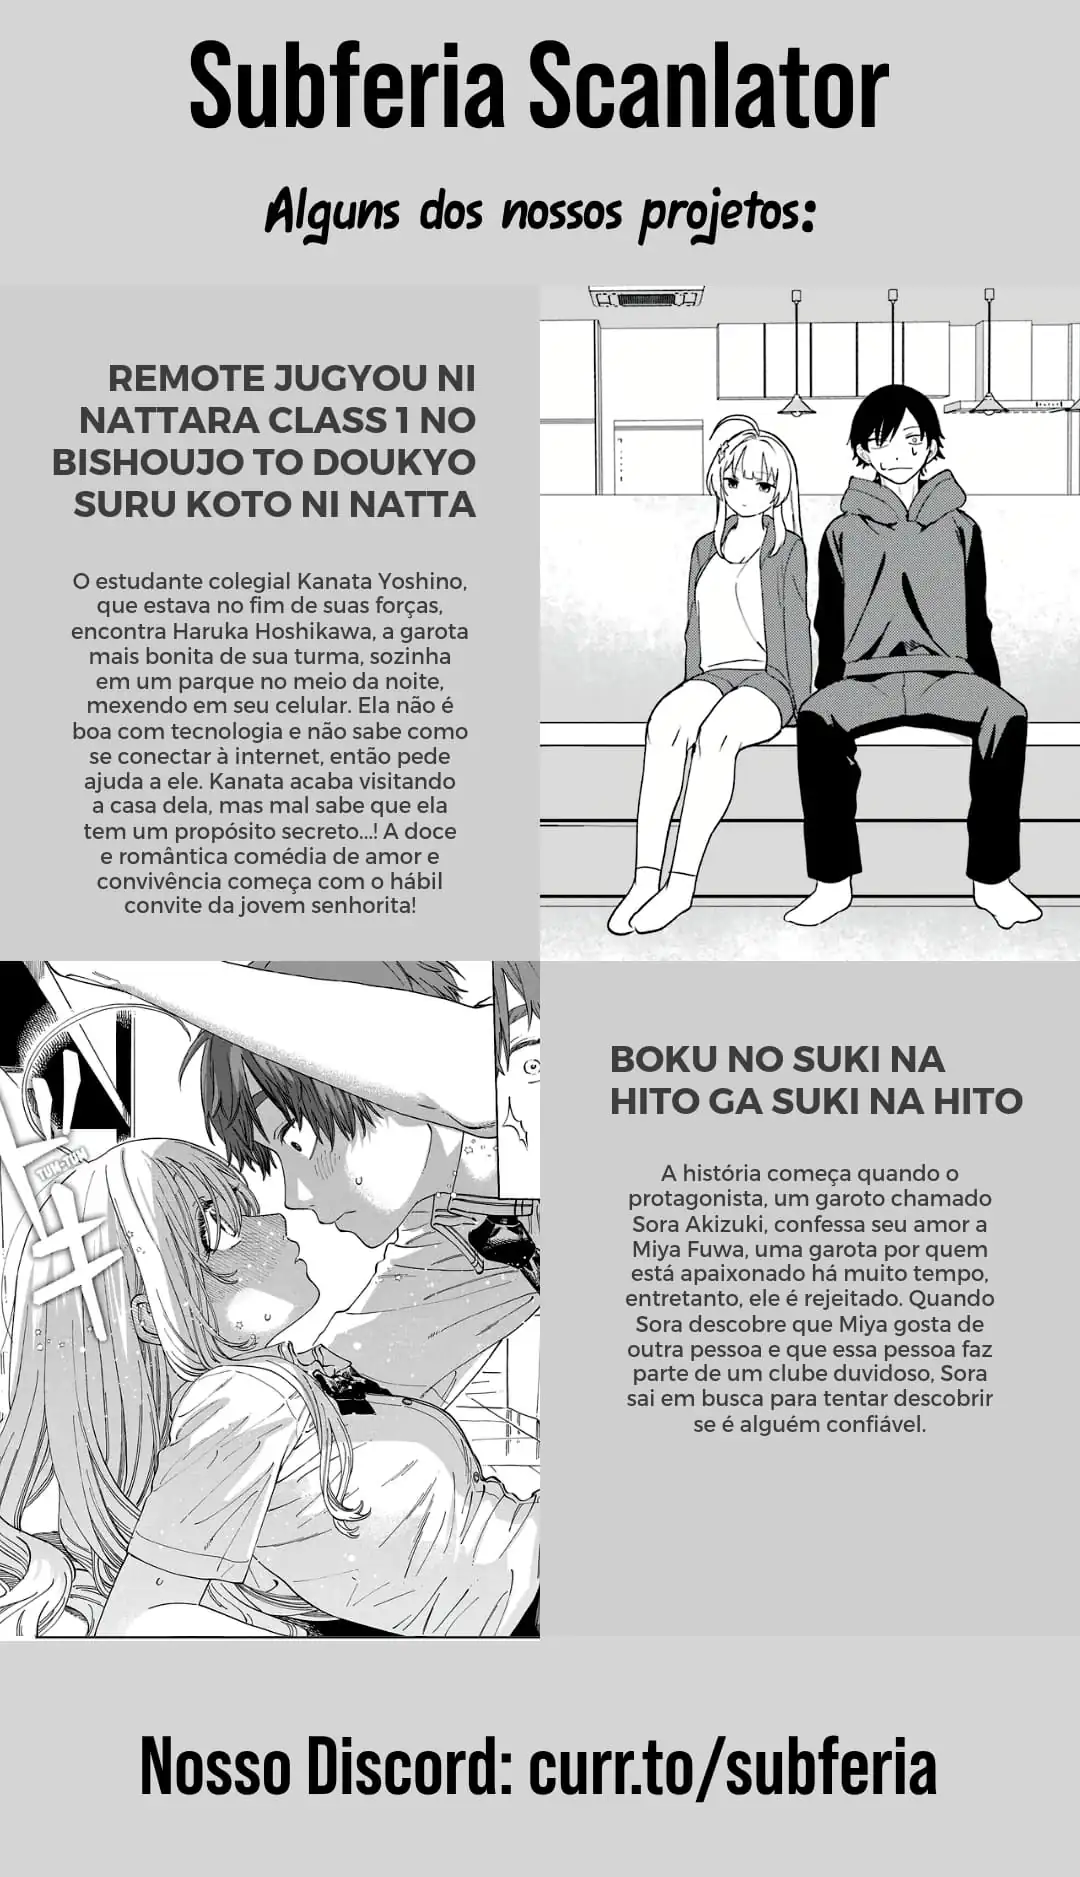 Subferia Scanlator
Alguns dos nossos projetos:
REMOTE JUGYOU NI
NATTARA CLASS 1 NO
BISHOUJO TO DOUKYO
SURU KOTO NI NATTA
O estudante colegial Kanata Yoshino,
que estava no fim de suas forças,
encontra Haruka Hoshikawa, a garota
mais bonita de sua turma, sozinha
em um parque no meio da noite,
mexendo em seu celular. Ela não é
boa com tecnologia e não sabe como
se conectar à internet, então pede
ajuda a ele. Kanata acaba visitando
a casa dela, mas mal sabe que ela
tem um propósito secreto...! A doce
e romântica comédia de amor e
convivência começa com o hábil
convite da jovem senhorita!
TUM-TUM
BOKU NO SUKI NA
HITO GA SUKI NA HITO
A história começa quando o
protagonista, um garoto chamado
Sora Akizuki, confessa seu amor a
Miya Fuwa, uma garota por quem
está apaixonado há muito tempo,
entretanto, ele é rejeitado. Quando
Sora descobre que Miya gosta de
outra pessoa e que essa pessoa faz
parte de um clube duvidoso, Sora
sai em busca para tentar descobrir
se é alguém confiável.
Nosso Discord: curr.to/subferia